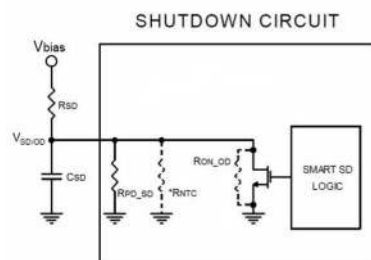 SHUTDOWN CIRCUIT
Vbias
RSD
VSD/OD
CSD
RPD_SD
*RNTC
RON_OD
SMART SD
LOGIC